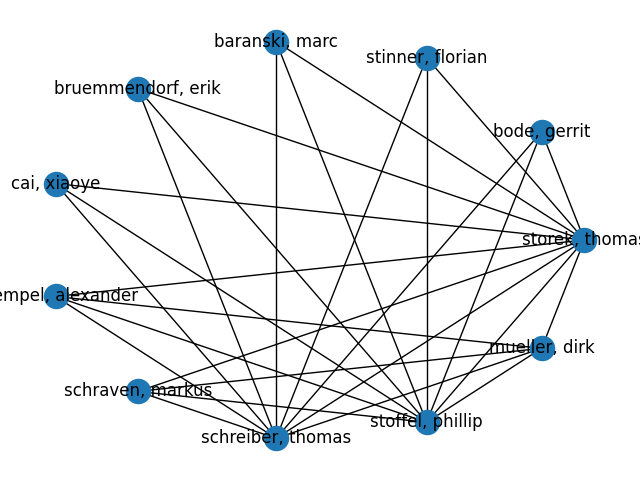 baranski, marc
stinner, florian
bruemmendorf, erik
bode, gerrit
cai, xiaoye
storek, thomas
empel, alexander
mueller, dirk
schraven, markus
stoffel, phillip
schreiber, thomas